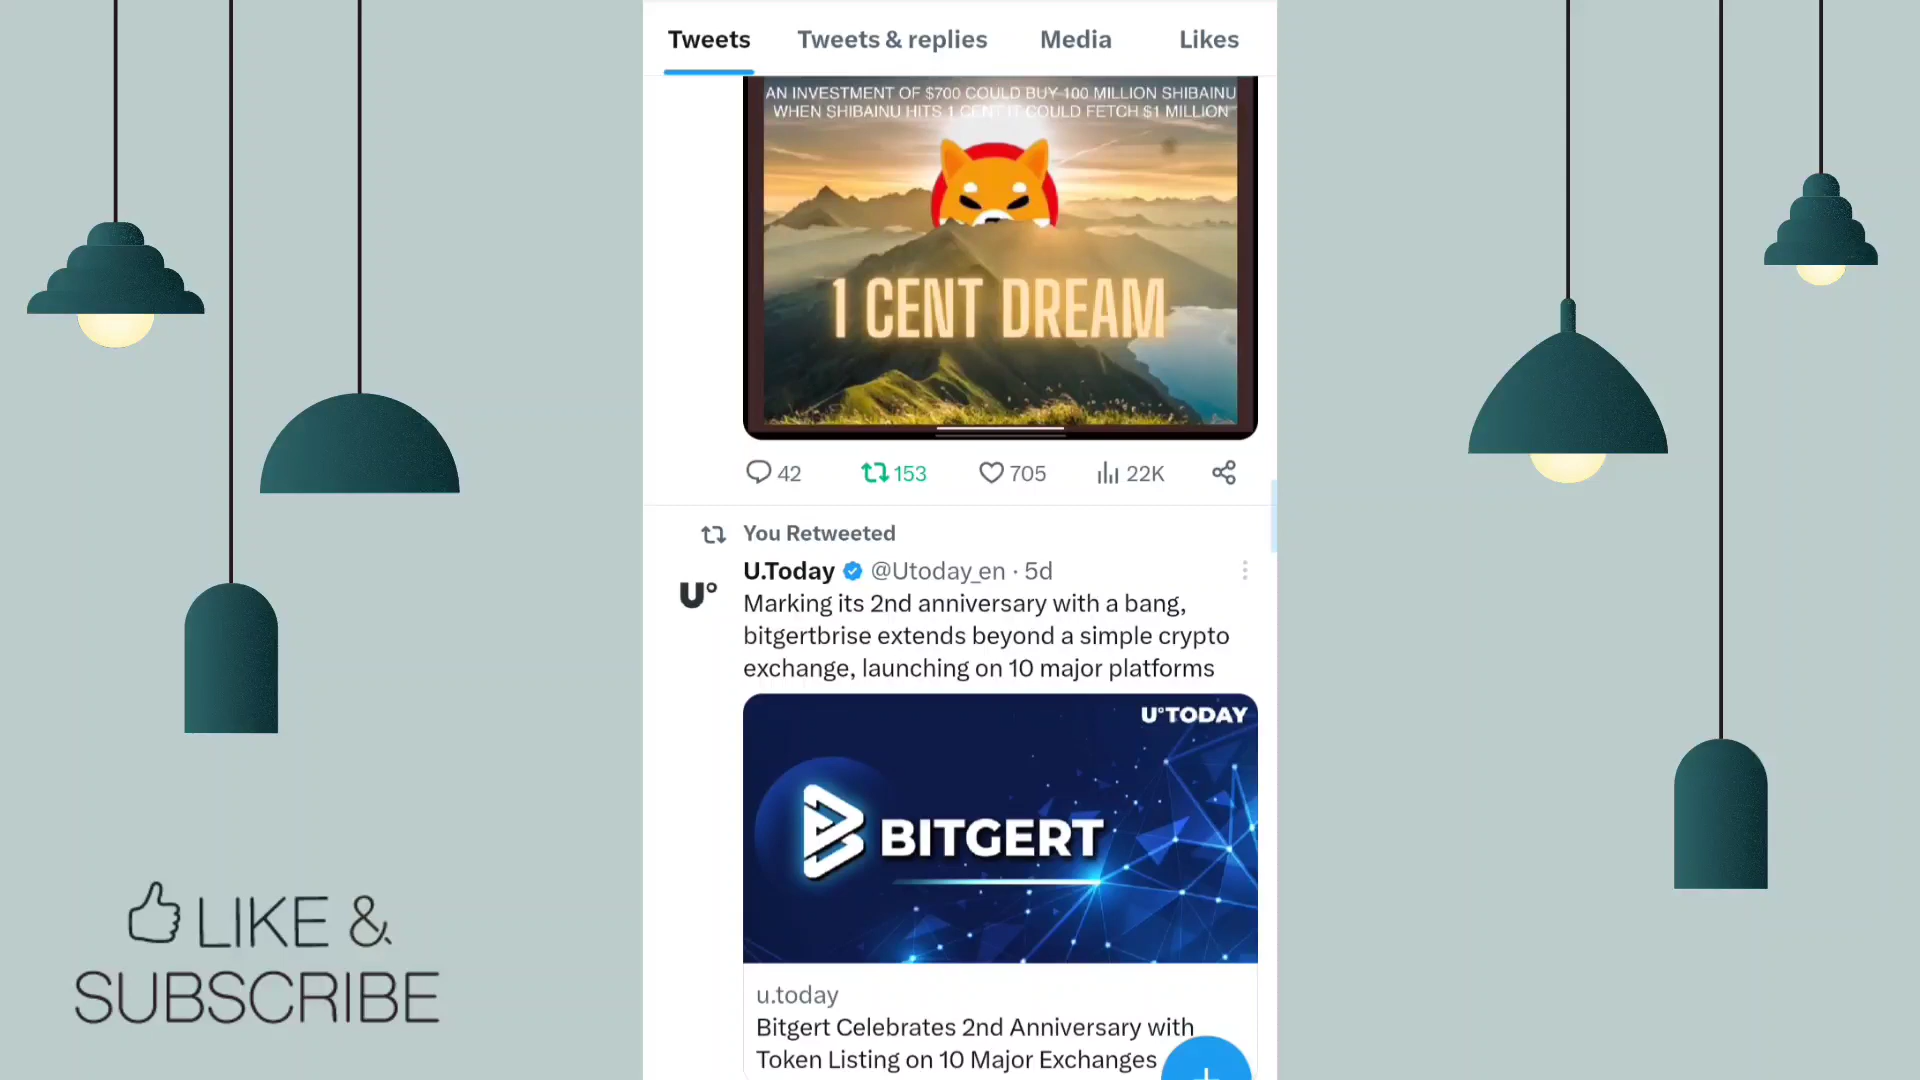 Tweets Tweets & replies Media Likes
AN INVESTMENT OF $700 COULD BUY 100 MILLION SHIBAINU
WHEN SHIBAINU HITS 1 CENT IT COULD FETCH $1 MILLION
1 CENT DREAM
42 153 705 22K
You Retweeted
U.Today @Utoday_en · 5d
U°
Marking its 2nd anniversary with a bang,
bitgertbrise extends beyond a simple crypto
exchange, launching on 10 major platforms
U°TODAY
BITGERT
u.today
Bitgert Celebrates 2nd Anniversary with
Token Listing on 10 Major Exchanges
LIKE &
SUBSCRIBE